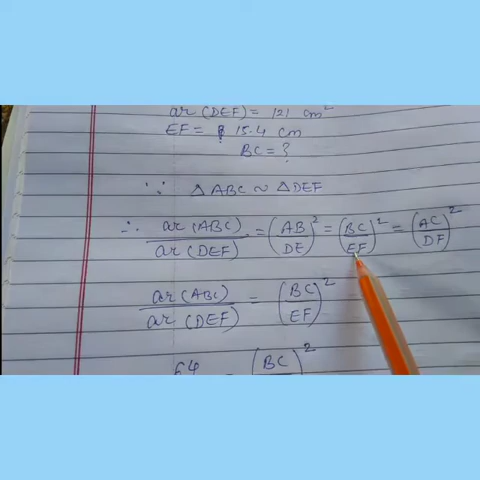 ar (DEF) = 121 cm²
EF = 15.4 cm
BC = ?
∵ △ABC ~ △DEF
∴ ar (ABC) / ar (DEF) = (AB / DE)² = (BC / EF)² = (AC / DF)²
ar (ABC) / ar (DEF) = (BC / EF)²
64 = (BC)²